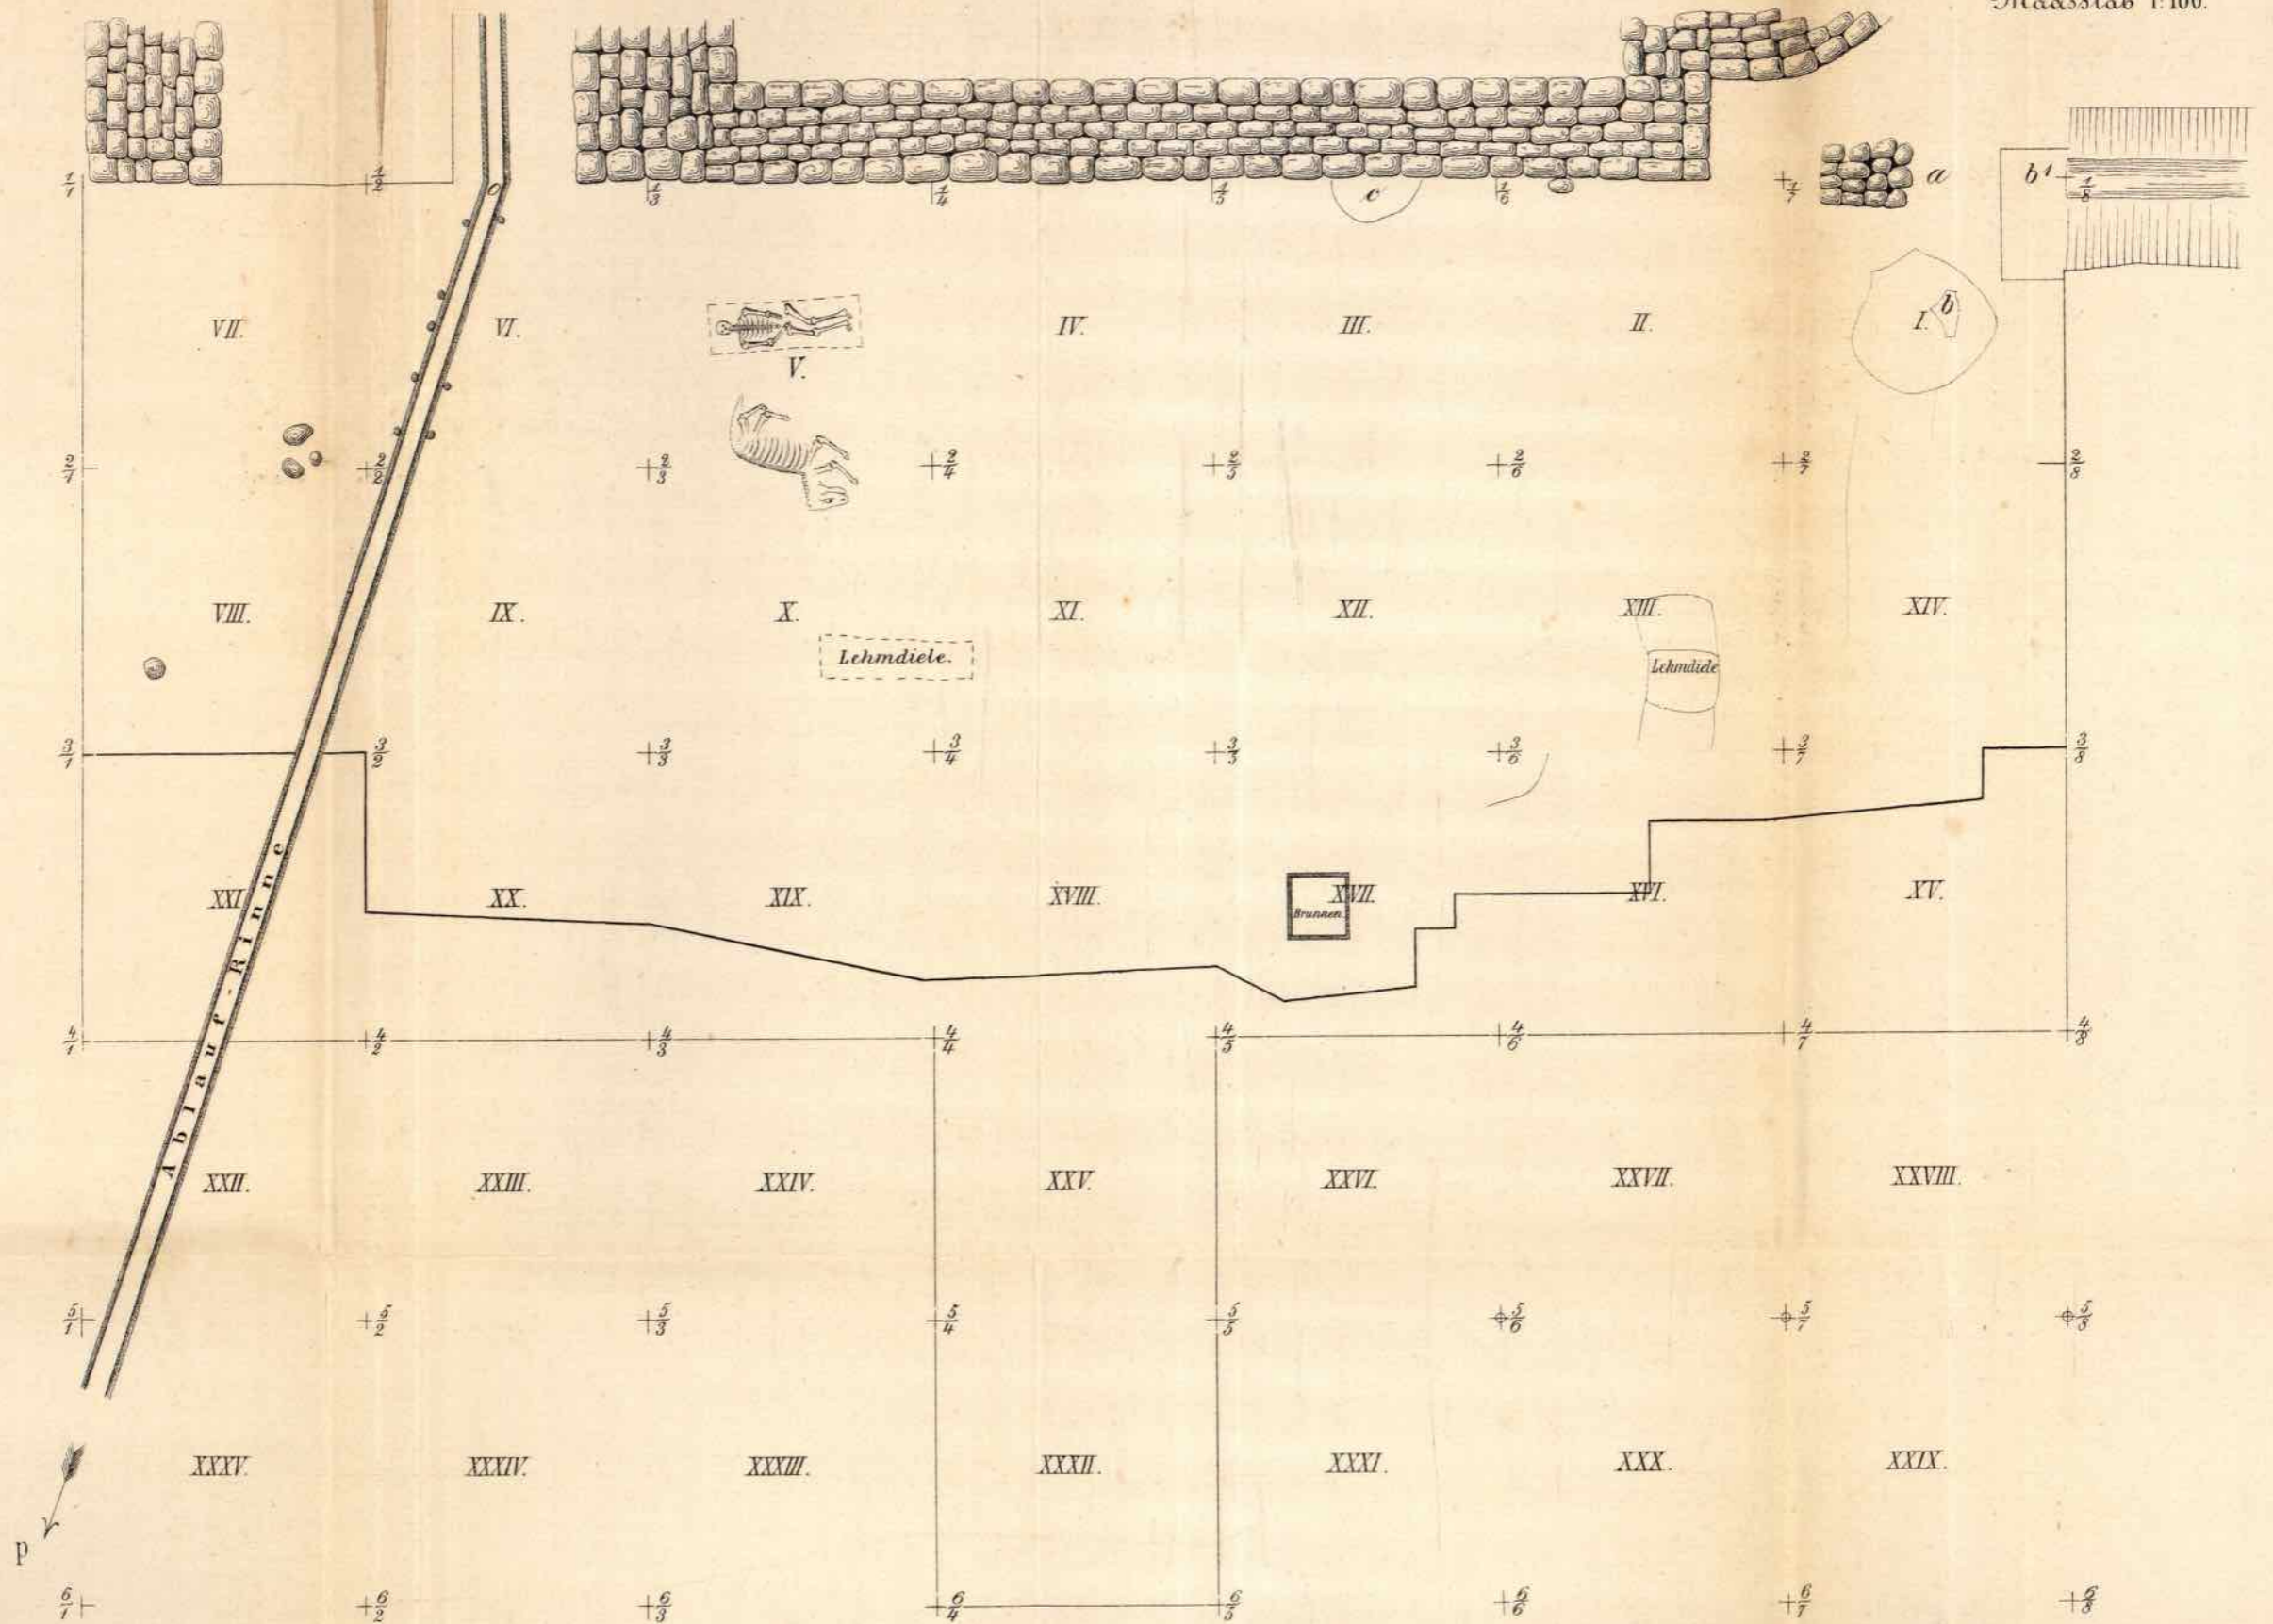 Maasstab 1:100.
1/1
1/2
1/3
1/4
1/5
1/6
1/7
1/8
a
b¹
c
VII.
VI.
V.
IV.
III.
II.
I.
b
2/1
2/2
2/3
2/4
2/5
2/6
2/7
2/8
VIII.
IX.
X.
XI.
XII.
XIII.
XIV.
Lehmdiele.
Lehmdiele
3/1
3/2
3/3
3/4
3/5
3/6
3/7
3/8
XXI
XX.
XIX.
XVIII.
XVII.
XVI.
XV.
Brunnen.
Ablauf-Rinne
4/1
4/2
4/3
4/4
4/5
4/6
4/7
4/8
XXII.
XXIII.
XXIV.
XXV.
XXVI.
XXVII.
XXVIII.
5/1
5/2
5/3
5/4
5/5
5/6
5/7
5/8
XXXV.
XXXIV.
XXXIII.
XXXII.
XXXI.
XXX.
XXIX.
p
6/1
6/2
6/3
6/4
6/5
6/6
6/7
6/8